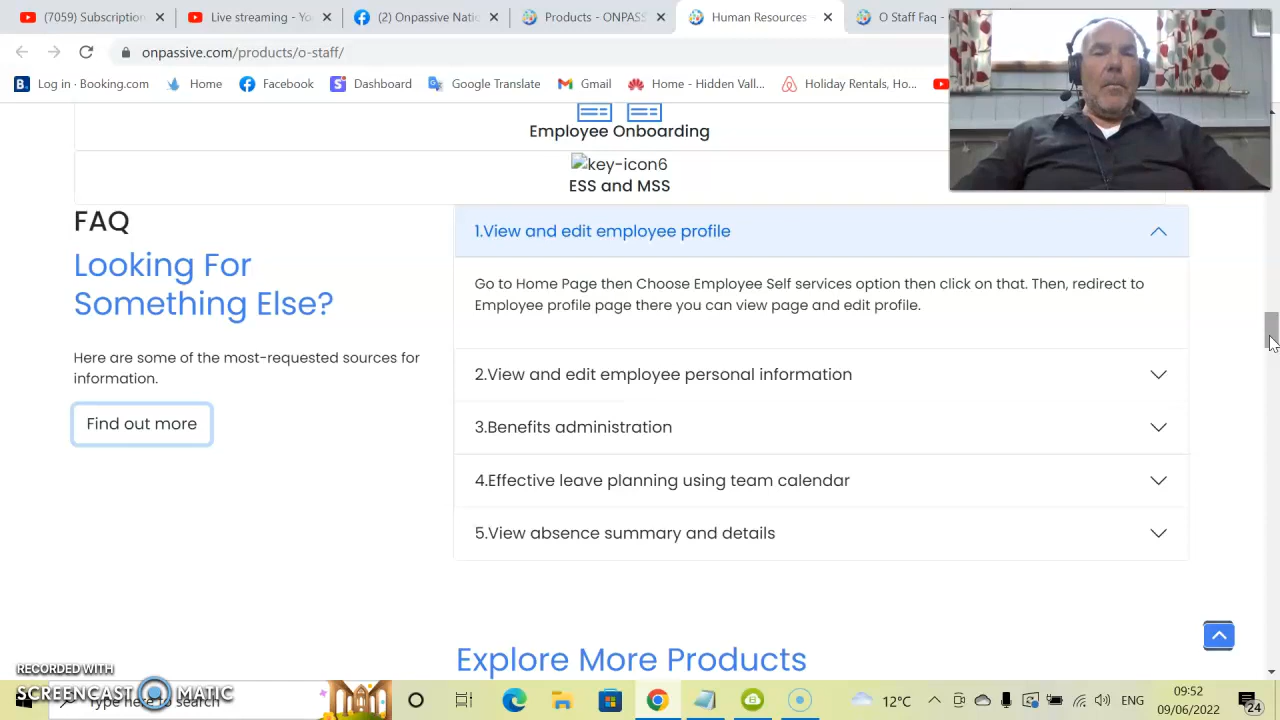 (7059) Subscription
Live streaming - Yo
(2) Onpassive Natio
Products - ONPASS
Human Resources -
O Staff Faq -
onpassive.com/products/o-staff/
Log in · Booking.com
Home
Facebook
Dashboard
Google Translate
Gmail
Home - Hidden Vall...
Holiday Rentals, Ho...
Employee Onboarding
key-icon6
ESS and MSS
FAQ
Looking For
Something Else?
Here are some of the most-requested sources for
information.
Find out more
1.View and edit employee profile
Go to Home Page then Choose Employee Self services option then click on that. Then, redirect to
Employee profile page there you can view page and edit profile.
2.View and edit employee personal information
3.Benefits administration
4.Effective leave planning using team calendar
5.View absence summary and details
Explore More Products
RECORDED WITH
SCREENCAST MATIC
Type here to search
12°C
ENG
09:52
09/06/2022
24